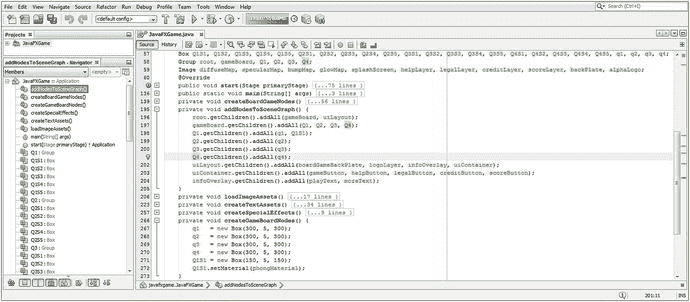 File Edit View Navigate Source Refactor Run Debug Profile Team Tools Window Help
Search (Ctrl+I)
<default config>
Projects
JavaFXGame
addNodesToSceneGraph() - Navigator
Members
<empty>
JavaFXGame :: Application
addNodesToSceneGraph()
createBoardGameNodes()
createGameBoardNodes()
createSpecialEffects()
createTextAssets()
loadImageAssets()
main(String[] args)
start(Stage primaryStage) ↑ Application
Q1 : Group
Q1S1 : Box
Q1S2 : Box
Q1S3 : Box
Q1S4 : Box
Q1S5 : Box
Q2 : Group
Q2S1 : Box
Q2S2 : Box
Q2S3 : Box
Q2S4 : Box
Q2S5 : Box
Q3 : Group
Q3S1 : Box
Q3S2 : Box
Q3S3 : Box
JavaFXGame.java
Source History
57 Box Q1S1, Q1S2, Q1S3, Q1S4, Q1S5, Q2S1, Q2S2, Q2S3, Q2S4, Q2S5, Q3S1, Q3S2, Q3S3, Q3S4, Q3S5, Q4S1, Q4S2, Q4S3, Q4S4, Q4S5, q1, q2, q3, q4;
58 Group root, gameBoard, Q1, Q2, Q3, Q4;
59 Image diffuseMap, specularMap, bumpMap, glowMap, splashScreen, helpLayer, legalLayer, creditLayer, scoreLayer, backPlate, alphaLogo;
60 @Override
public void start(Stage primaryStage) {...75 lines }
136 public static void main(String[] args) {...3 lines }
139 private void createBoardGameNodes() {...56 lines }
195 private void addNodesToSceneGraph() {
196 root.getChildren().addAll(gameBoard, uiLayout);
197 gameBoard.getChildren().addAll(Q1, Q2, Q3, Q4);
198 Q1.getChildren().addAll(q1, Q1S1);
199 Q2.getChildren().addAll(q2);
200 Q3.getChildren().addAll(q3);
Q4.getChildren().addAll(q4);
202 uiLayout.getChildren().addAll(boardGameBackPlate, logoLayer, infoOverlay, uiContainer);
203 uiContainer.getChildren().addAll(gameButton, helpButton, legalButton, creditButton, scoreButton);
204 infoOverlay.getChildren().addAll(playText, moreText);
205 }
206 private void loadImageAssets() {...17 lines }
223 private void createTextAssets() {...34 lines }
257 private void createSpecialEffects() {...9 lines }
266 private void createGameBoardNodes() {
267 q1 = new Box(300, 5, 300);
268 q2 = new Box(300, 5, 300);
269 q3 = new Box(300, 5, 300);
270 q4 = new Box(300, 5, 300);
271 Q1S1 = new Box(150, 5, 150);
272 Q1S1.setMaterial(phongMaterial);
273 }
javafxgame.JavaFXGame
addNodesToSceneGraph
201:11 INS